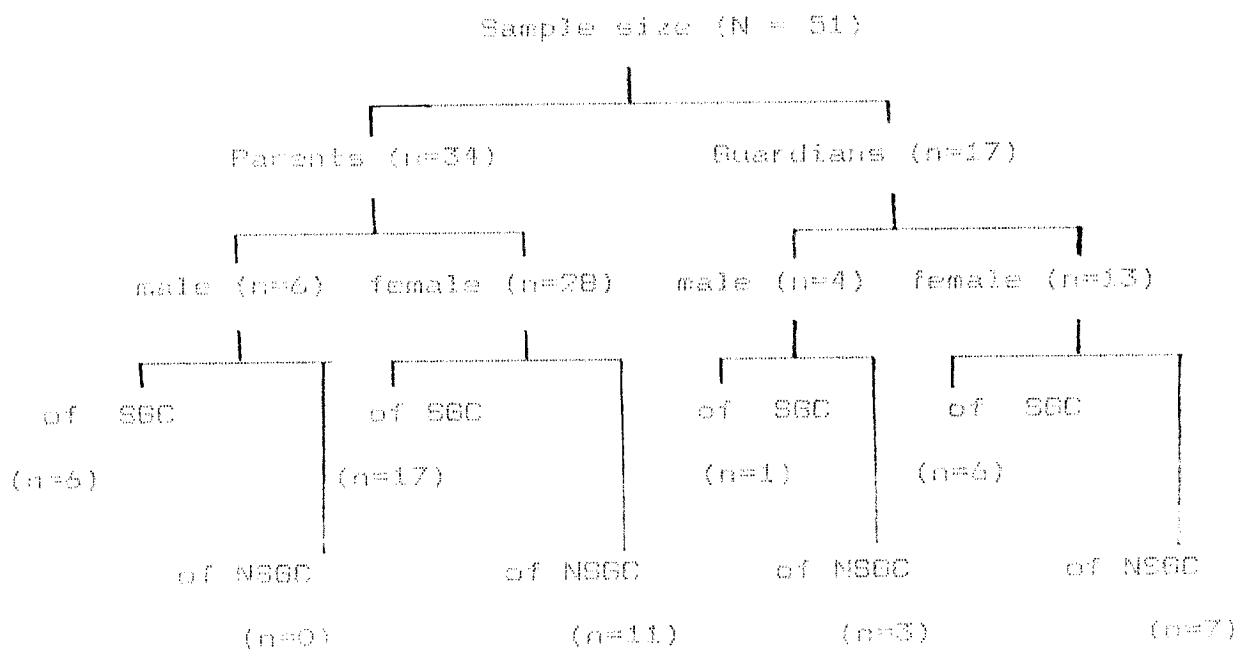 Sample size (N = 51)
Parents (n=34) Guardians (n=17)
male (n=6) female (n=28) male (n=4) female (n=13)
of SGC of SGC of SGC of SGC
(n=6) (n=17) (n=1) (n=6)
of NSGC of NSGC of NSGC of NSGC
(n=0) (n=11) (n=3) (n=7)